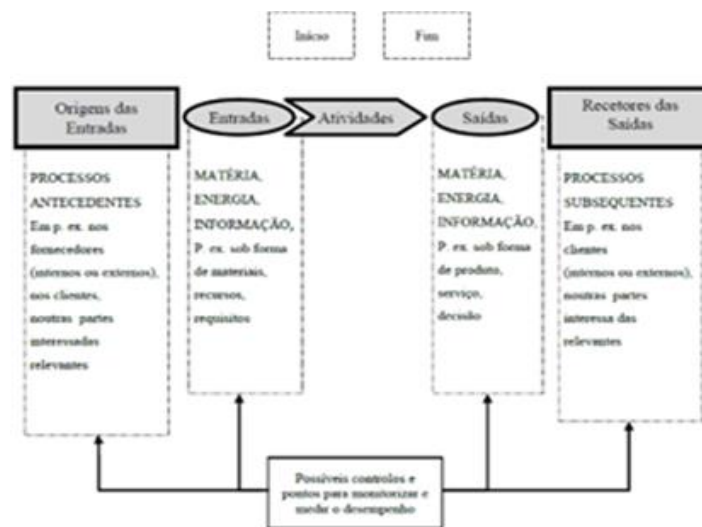 Início
Fim
Origens das
Entradas
Entradas
Atividades
Saídas
Recetores das
Saídas
PROCESSOS
ANTECEDENTES
Em p. ex. nos
fornecedores
(internos ou externos),
nos clientes,
noutras partes
interessadas
relevantes
MATÉRIA,
ENERGIA,
INFORMAÇÃO,
P. ex. sob forma
de materiais,
recursos,
requisitos
MATÉRIA,
ENERGIA,
INFORMAÇÃO,
P. ex. sob forma
de produto,
serviço,
decisão
PROCESSOS
SUBSEQUENTES
Em p. ex. nos
clientes
(internos ou externos),
noutras partes
interessa das
relevantes
Possíveis controlos e
pontos para monitorizar e
medir o desempenho